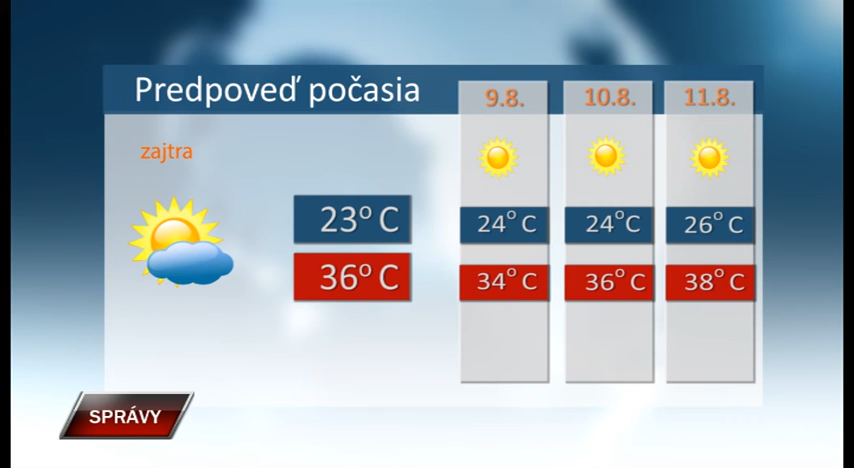 Predpoveď počasia
zajtra
23° C
36° C
9.8.
24° C
34° C
10.8.
24°C
36° C
11.8.
26° C
38° C
SPRÁVY